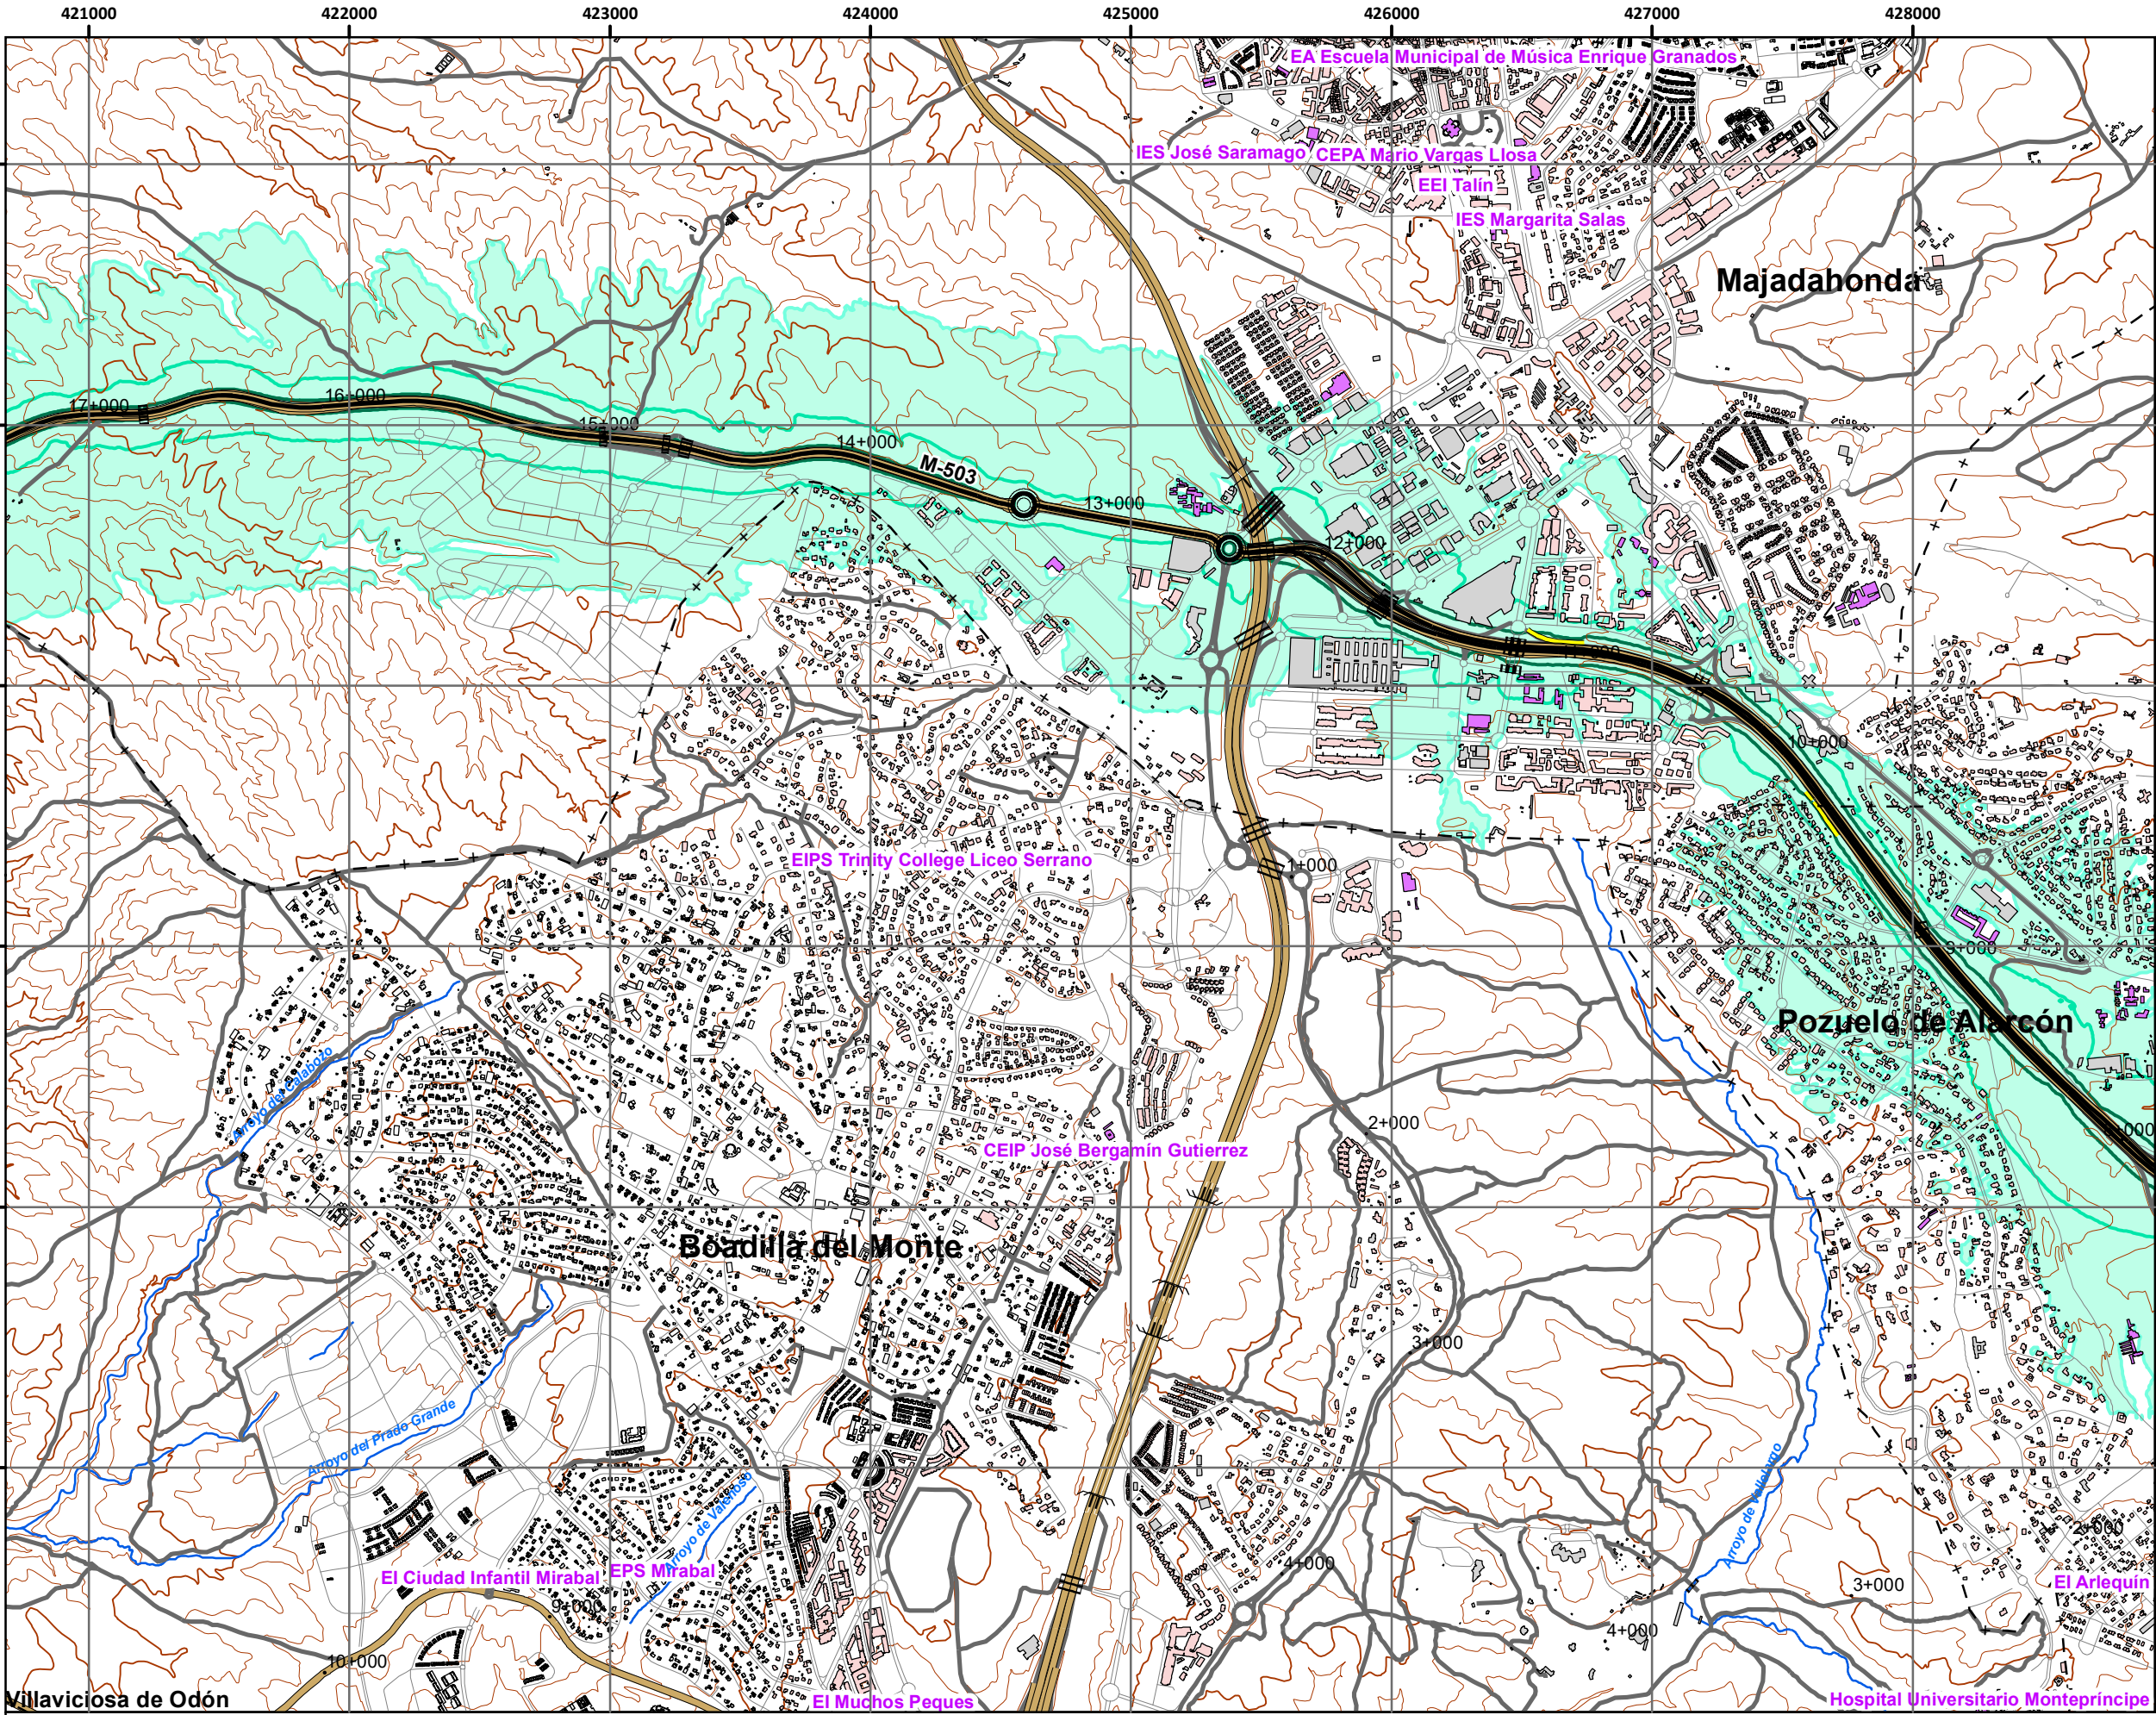 421000 422000 423000 424000 425000 426000 427000 428000
EA Escuela Municipal de Música Enrique Granados
IES José Saramago CEPA Mario Vargas Llosa
EEI Talín
IES Margarita Salas
Majadahonda
17+000 16+000
15+000
14+000
M-503
13+000
12+000
10+000
EIPS Trinity College Liceo Serrano
1+000
9+000
Pozuelo de Alarcón
Arroyo del Calabozo
2+000
CEIP José Bergamín Gutierrez
Boadilla del Monte
3+000
Arroyo del Prado Grande
Arroyo de Valenoso
Arroyo de Valladaro
2+000
4+000
EI Ciudad Infantil Mirabal EPS Mirabal
3+000
EI Arlequín
9+000
4+000
10+000
Villaviciosa de Odón
EI Muchos Peques
Hospital Universitario Montepríncipe